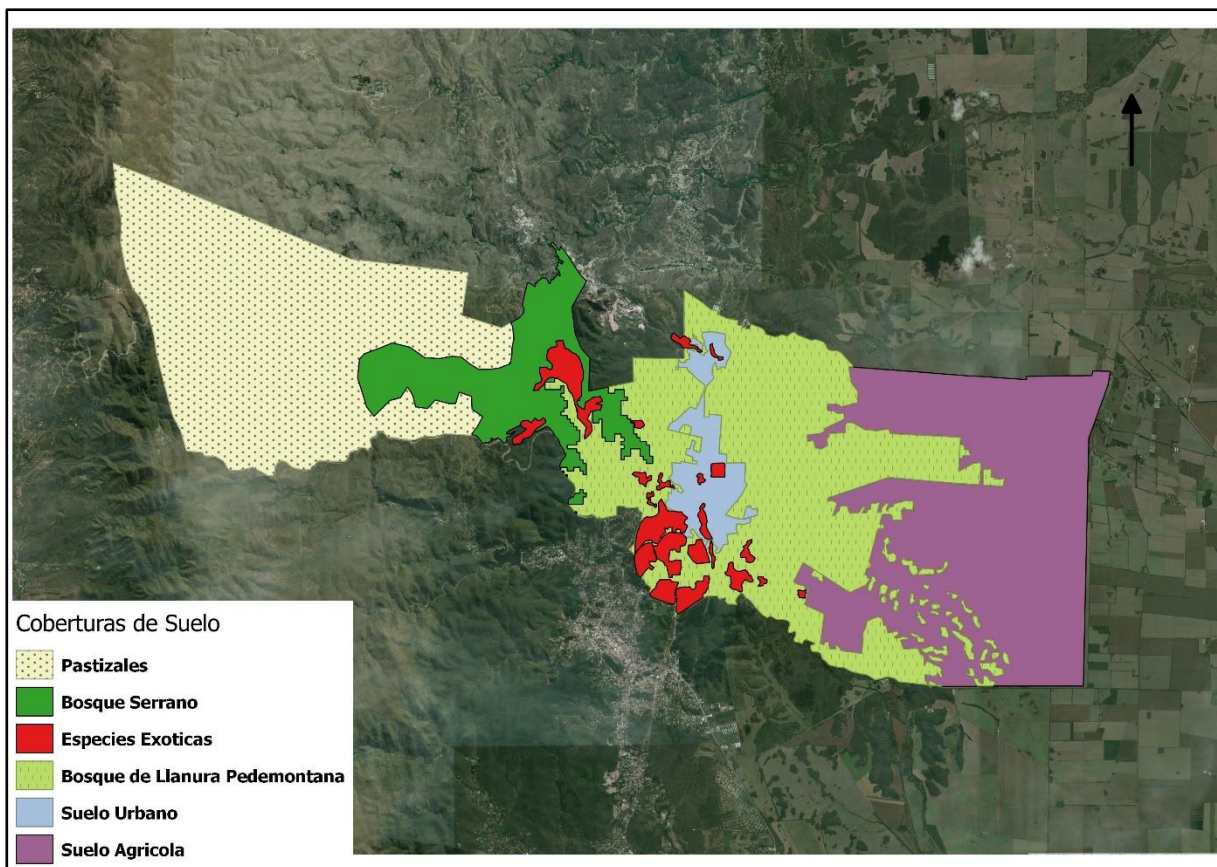 Coberturas de Suelo
Pastizales
Bosque Serrano
Especies Exoticas
Bosque de Llanura Pedemontana
Suelo Urbano
Suelo Agricola